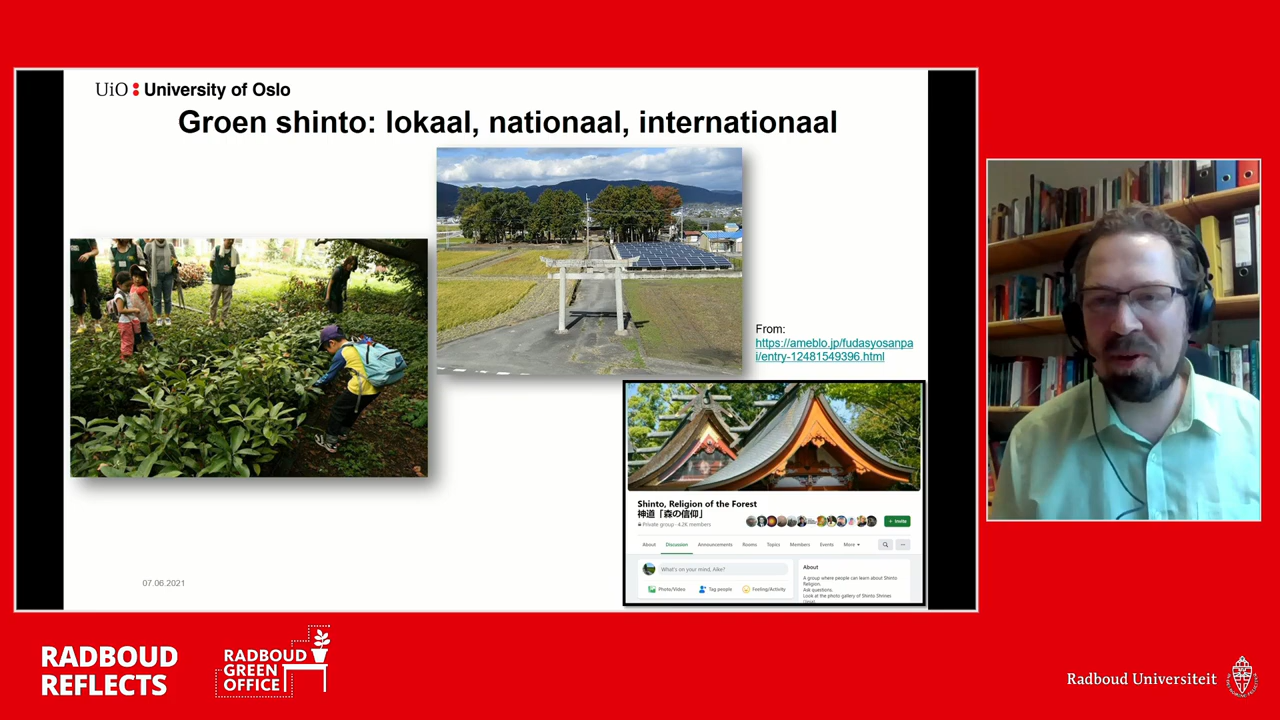 UiO : University of Oslo
Groen shinto: lokaal, nationaal, internationaal
From:
https://ameblo.jp/fudasyosanpa
i/entry-12481549396.html
Shinto, Religion of the Forest
神道「森の信仰」
Private group · 4.2K members
+ Invite
About Discussion Announcements Rooms Topics Members Events More
What's on your mind, Aike?
Photo/Video Tag people Feeling/Activity
About
A group where people can learn about Shinto
Religion.
Ask questions.
Look at the photo gallery of Shinto Shrines
07.06.2021
RADBOUD
REFLECTS
RADBOUD
GREEN
OFFICE
Radboud Universiteit